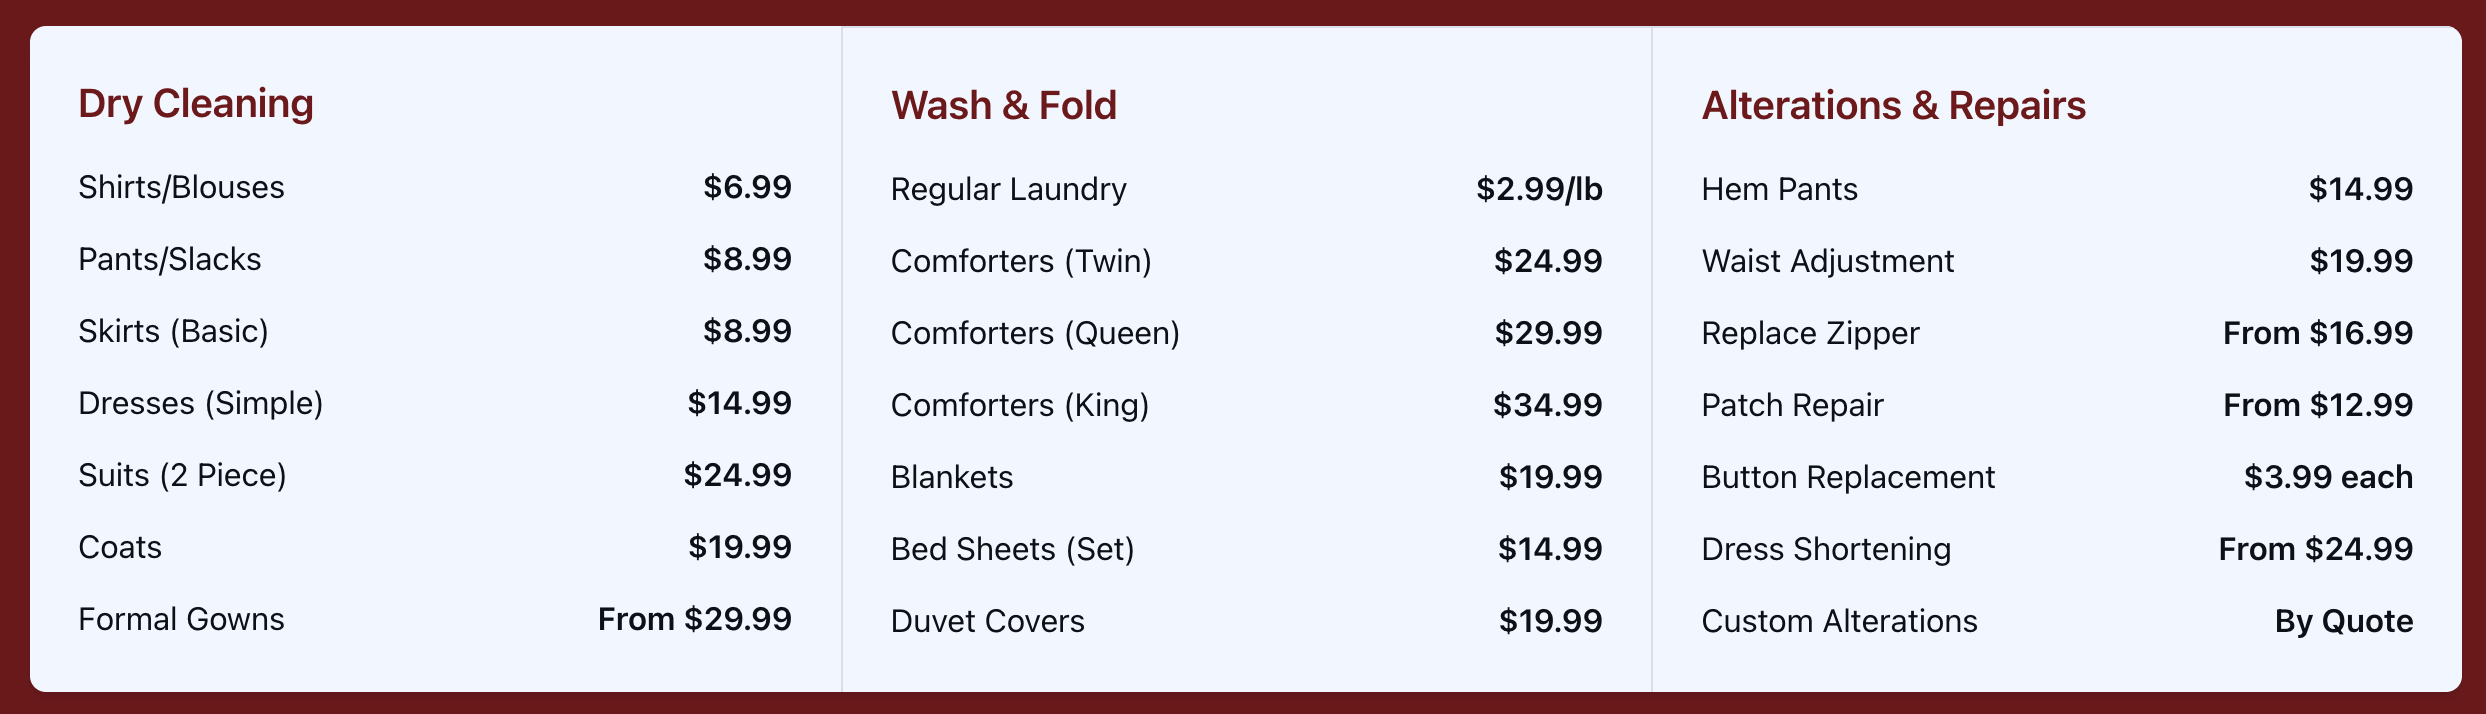 Dry Cleaning
Shirts/Blouses $6.99
Pants/Slacks $8.99
Skirts (Basic) $8.99
Dresses (Simple) $14.99
Suits (2 Piece) $24.99
Coats $19.99
Formal Gowns From $29.99
Wash & Fold
Regular Laundry $2.99/lb
Comforters (Twin) $24.99
Comforters (Queen) $29.99
Comforters (King) $34.99
Blankets $19.99
Bed Sheets (Set) $14.99
Duvet Covers $19.99
Alterations & Repairs
Hem Pants $14.99
Waist Adjustment $19.99
Replace Zipper From $16.99
Patch Repair From $12.99
Button Replacement $3.99 each
Dress Shortening From $24.99
Custom Alterations By Quote